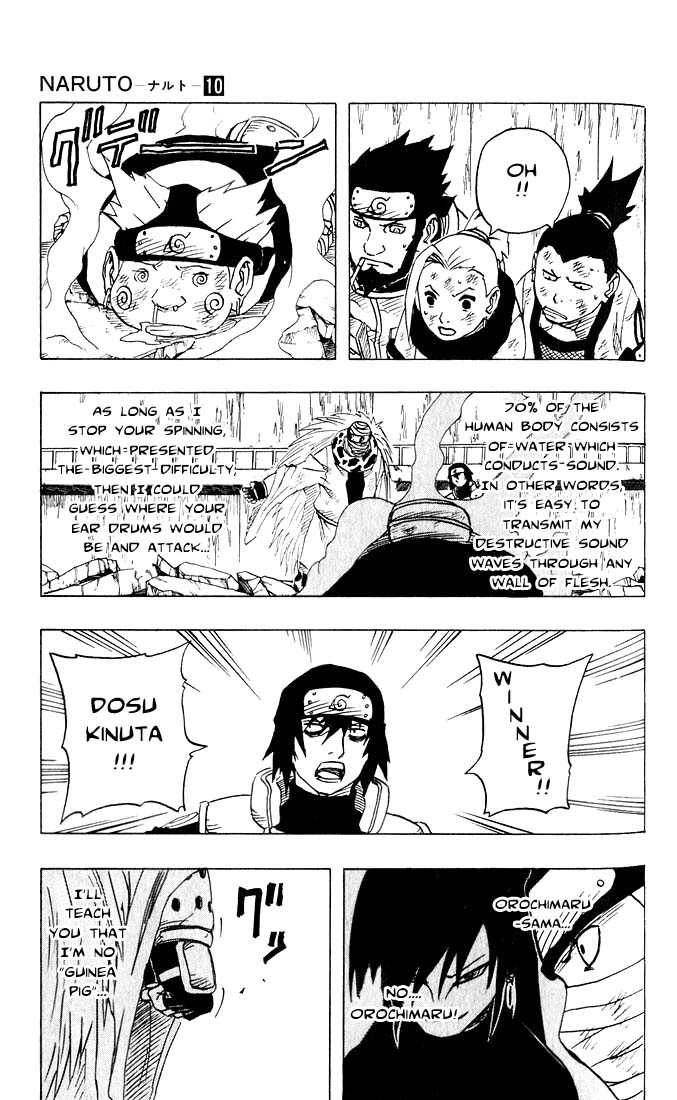 NARUTO —ナルト— 10
OH
!!
グデーン
70% OF THE
HUMAN BODY CONSISTS
OF WATER WHICH
CONDUCTS SOUND.
IN OTHER WORDS,
IT'S EASY TO
TRANSMIT MY
DESTRUCTIVE SOUND
WAVES THROUGH ANY
WALL OF FLESH.
AS LONG AS I
STOP YOUR SPINNING,
WHICH PRESENTED
THE BIGGEST DIFFICULTY,
THEN I COULD
GUESS WHERE YOUR
EAR DRUMS WOULD
BE AND ATTACK...
WINNER!!
DOSU
KINUTA
!!!
OROCHIMARU
-SAMA...
NO....
OROCHIMARU!
グッ
I'LL
TEACH
YOU THAT
I'M NO
"GUINEA
PIG"...